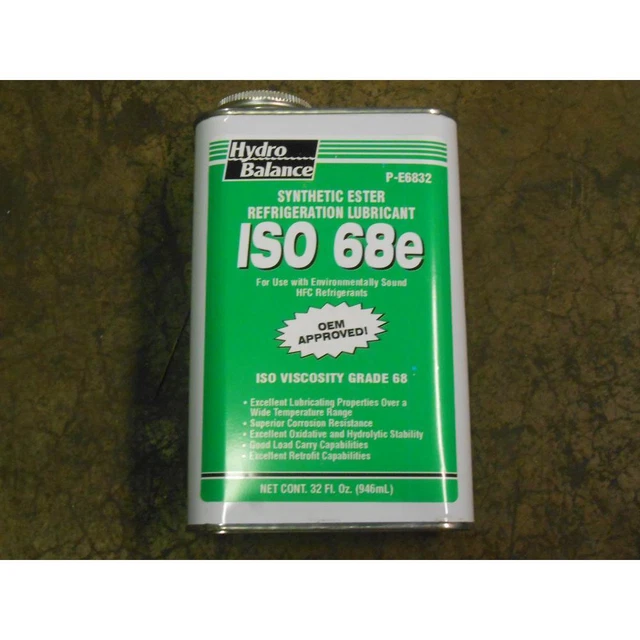 Hydro
Balance
P-E6832
SYNTHETIC ESTER
REFRIGERATION LUBRICANT
ISO 68e
For Use with Environmentally Sound
HFC Refrigerants
OEM
APPROVED!
ISO VISCOSITY GRADE 68
• Excellent Lubricating Properties Over a
Wide Temperature Range
• Superior Corrosion Resistance
• Excellent Oxidative and Hydrolytic Stability
• Good Load Carry Capabilities
• Excellent Retrofit Capabilities
NET CONT. 32 Fl. Oz. (946mL)